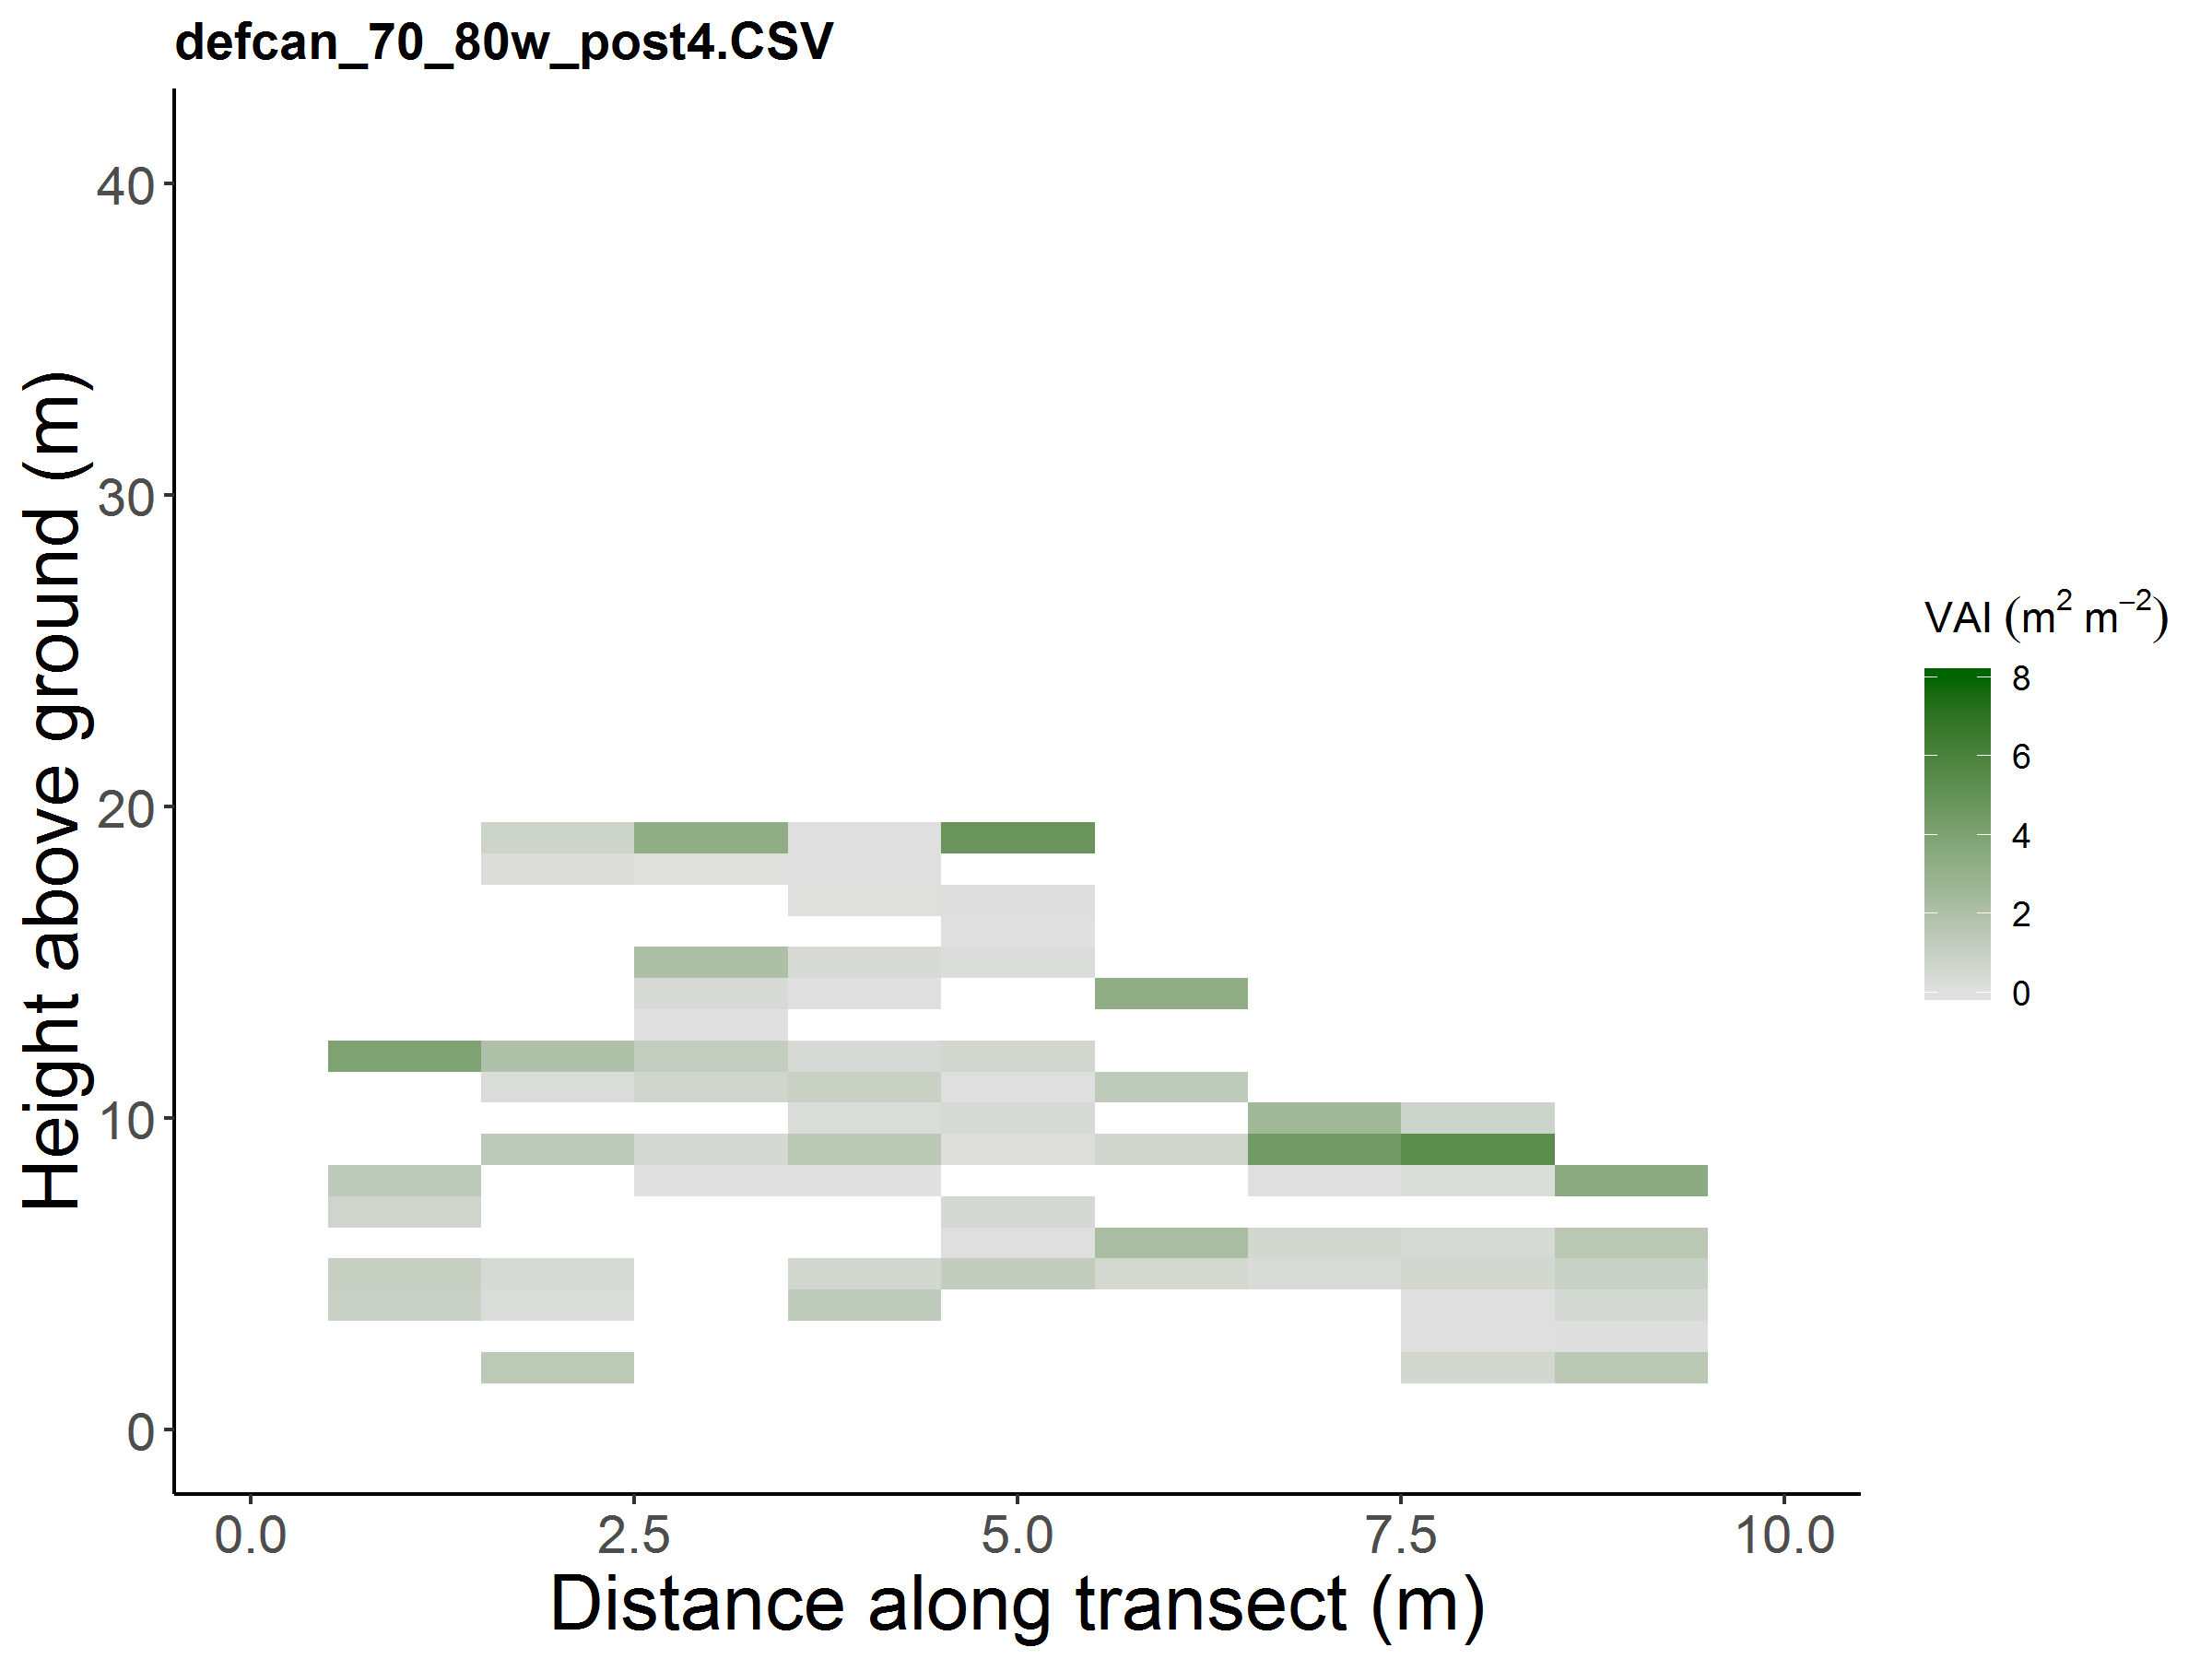 defcan_70_80w_post4.CSV
Height above ground (m)
40
30
20
10
0
0.0 2.5 5.0 7.5 10.0
Distance along transect (m)
VAI (m² m⁻²)
8
6
4
2
0